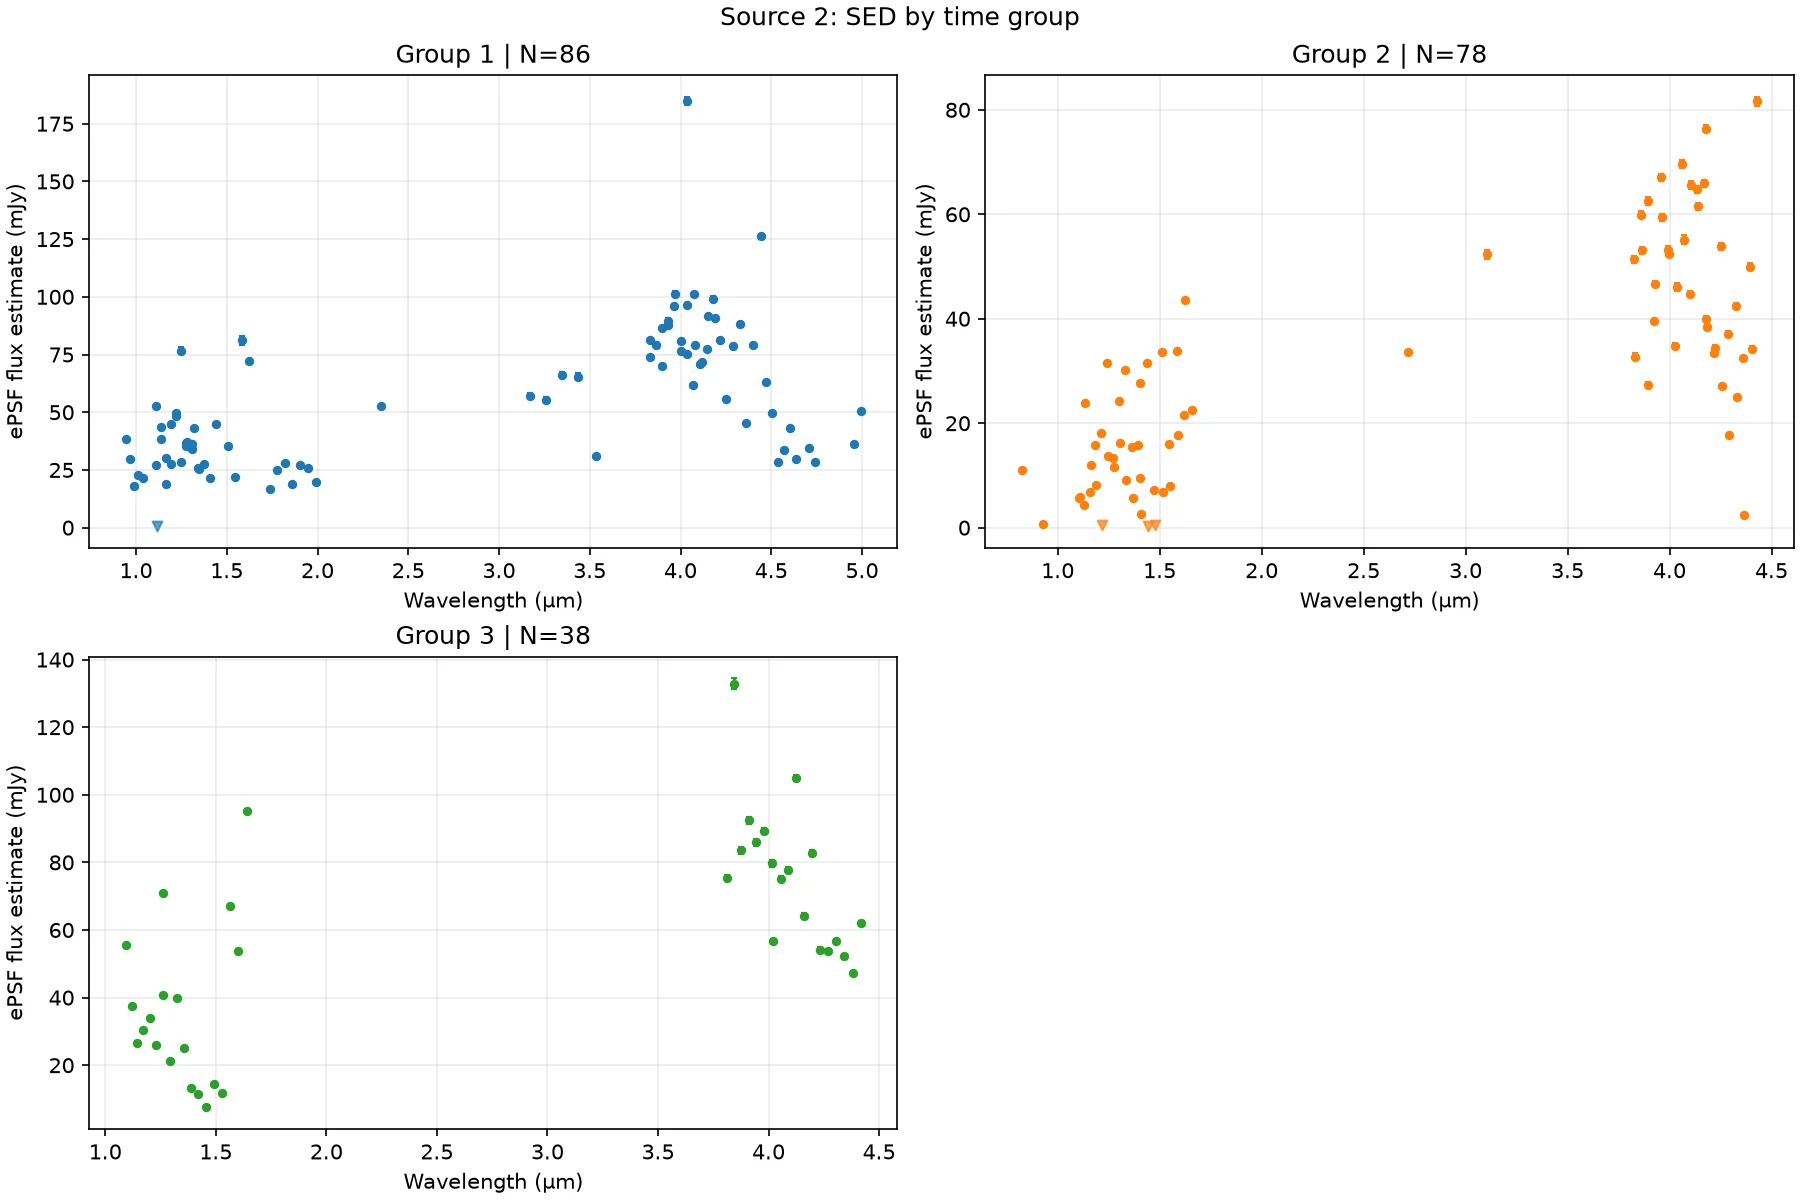 Source 2: SED by time group
Group 1 | N=86
ePSF flux estimate (mJy)
175
150
125
100
75
50
25
0
1.0 1.5 2.0 2.5 3.0 3.5 4.0 4.5 5.0
Wavelength (µm)
Group 2 | N=78
ePSF flux estimate (mJy)
80
60
40
20
0
1.0 1.5 2.0 2.5 3.0 3.5 4.0 4.5
Wavelength (µm)
Group 3 | N=38
ePSF flux estimate (mJy)
140
120
100
80
60
40
20
1.0 1.5 2.0 2.5 3.0 3.5 4.0 4.5
Wavelength (µm)